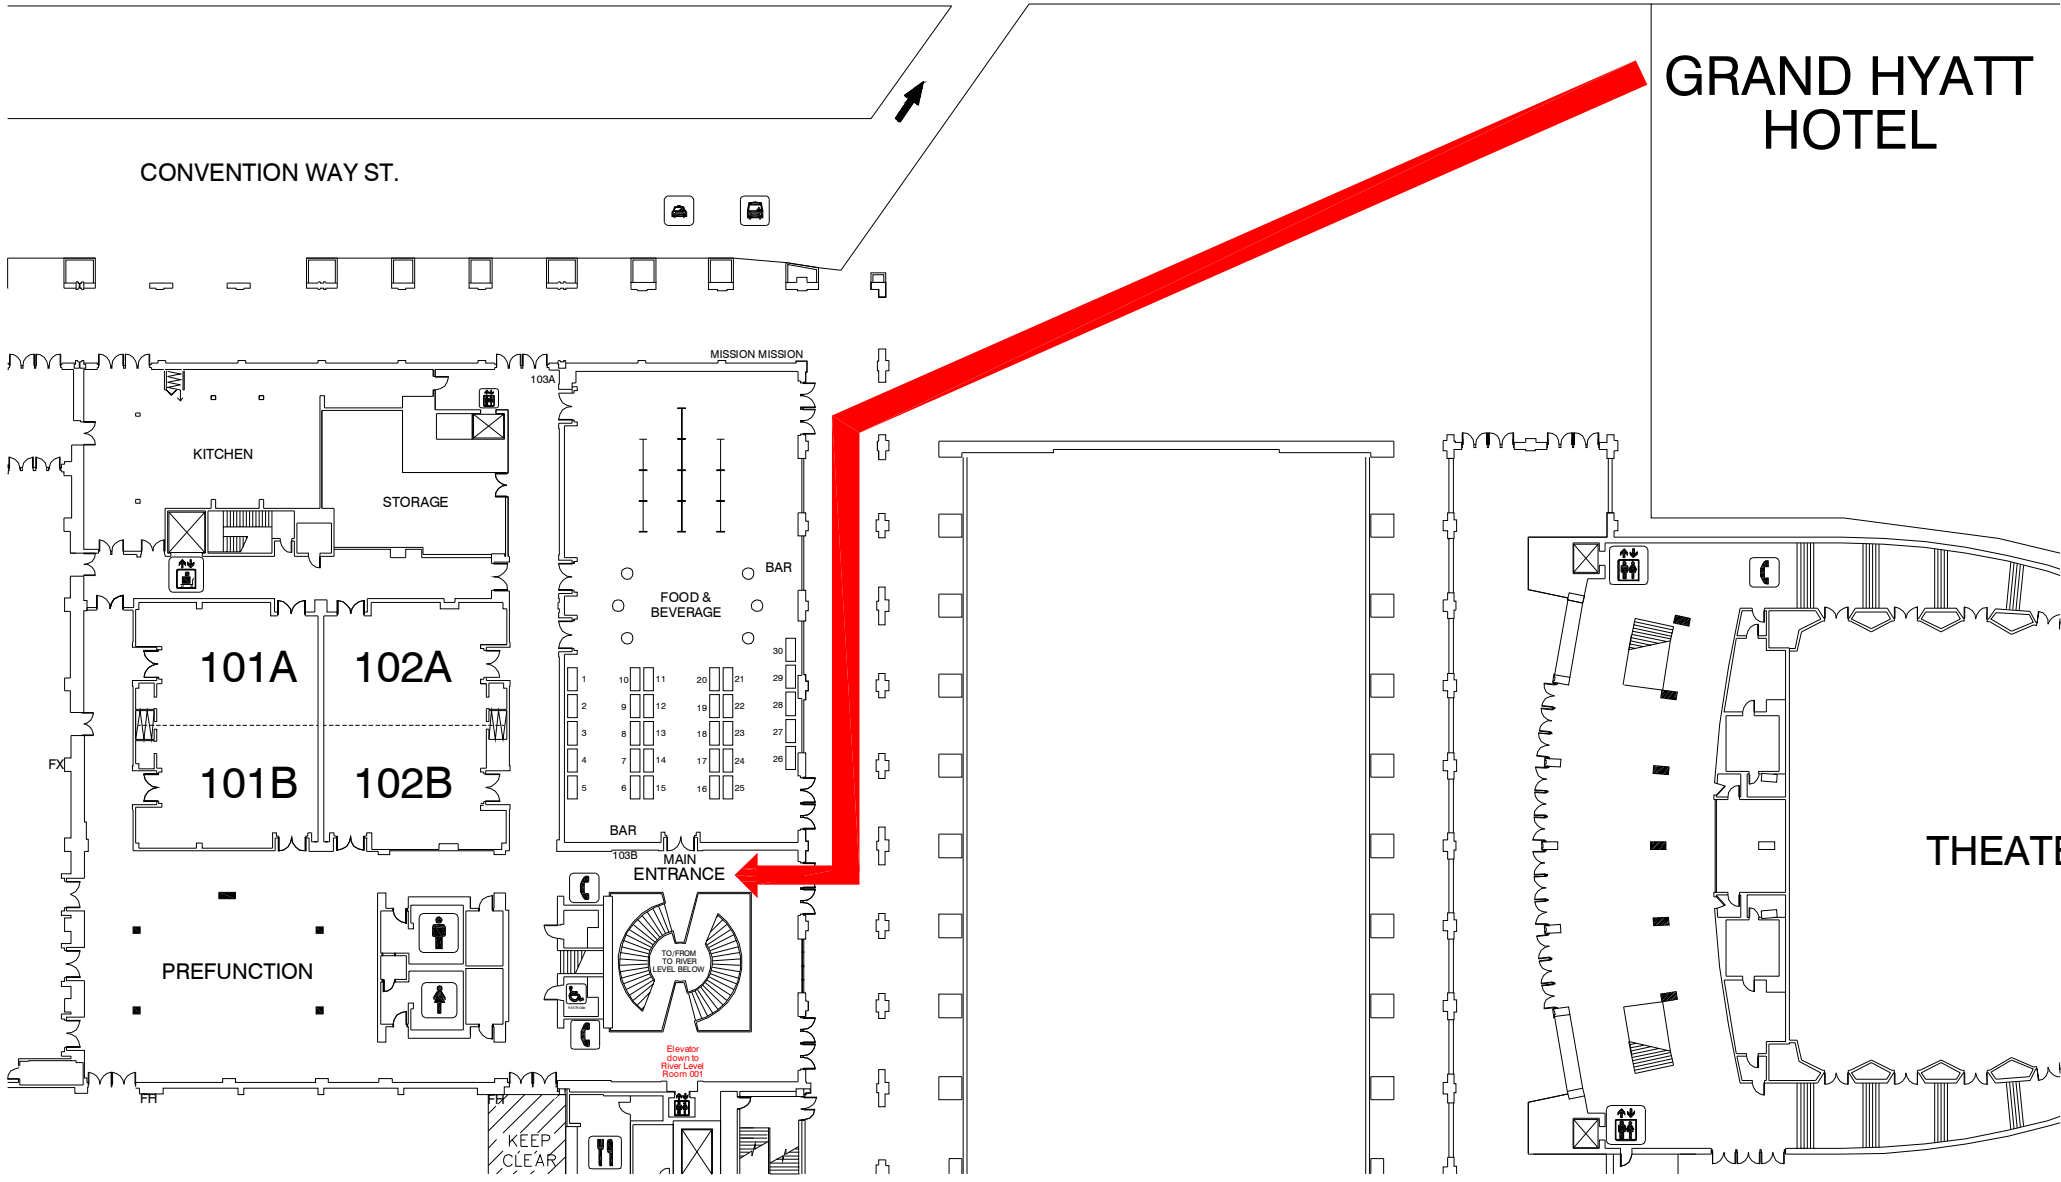 GRAND HYATT
HOTEL
CONVENTION WAY ST.
MISSION MISSION
103A
KITCHEN
STORAGE
BAR
FOOD &
BEVERAGE
101A
102A
101B
102B
30
1
10
11
20
21
29
2
9
12
19
22
28
3
8
13
18
23
27
4
7
14
17
24
26
5
6
15
16
25
FX
BAR
103B
MAIN
ENTRANCE
THEATE
TO/FROM
TO RIVER
LEVEL BELOW
PREFUNCTION
Elevator
down to
River Level
Room 001
FH
FH
KEEP
CLEAR